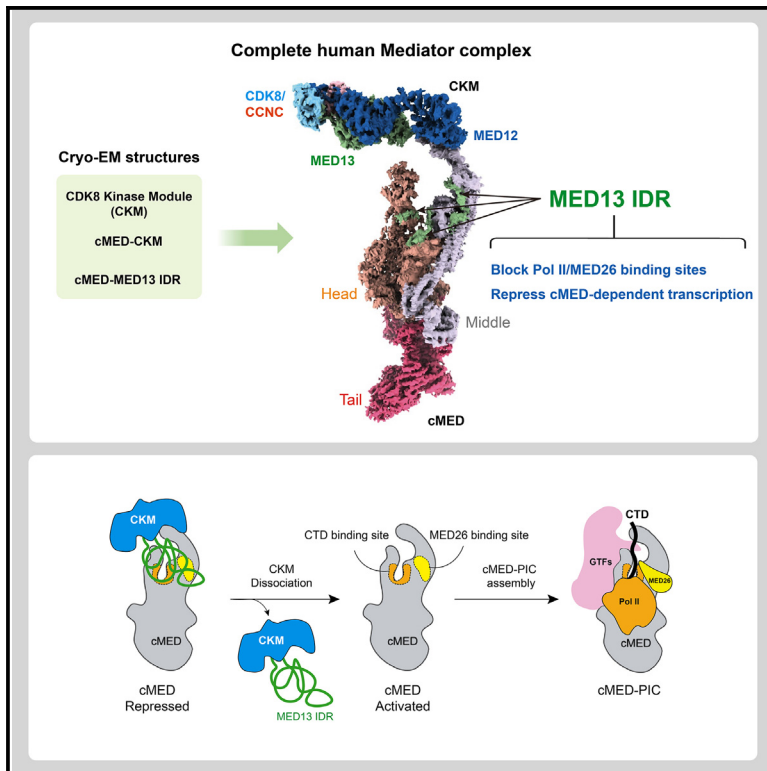 Complete human Mediator complex
CKM
CDK8/
CCNC
MED12
MED13
Cryo-EM structures
CDK8 Kinase Module
(CKM)
cMED-CKM
cMED-MED13 IDR
MED13 IDR
Block Pol II/MED26 binding sites
Repress cMED-dependent transcription
Head
Middle
Tail
cMED
CKM
cMED
cMED
Repressed
CKM
Dissociation
CKM
MED13 IDR
CTD binding site
MED26 binding site
cMED
cMED
Activated
cMED-PIC
assembly
CTD
GTFs
MED26
Pol II
cMED
cMED-PIC